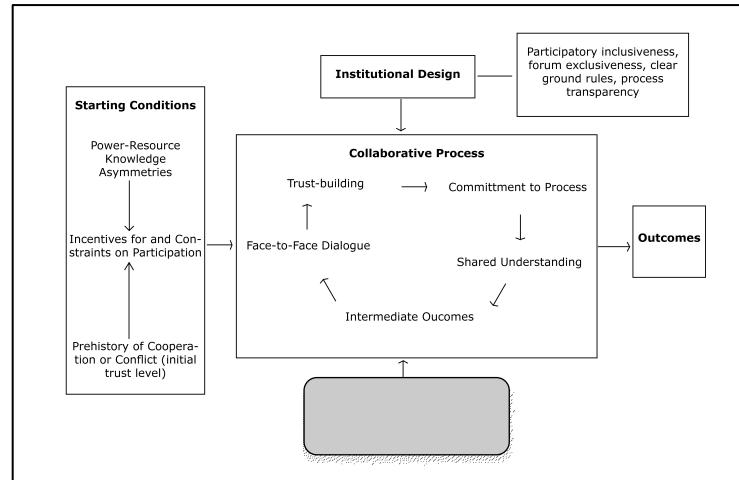 Participatory inclusiveness,
forum exclusiveness, clear
ground rules, process
transparency
Institutional Design
Starting Conditions
Power-Resource
Knowledge
Asymmetries
Incentives for and Con-
straints on Participation
Prehistory of Coopera-
tion or Conflict (initial
trust level)
Collaborative Process
Trust-building
Committment to Process
Face-to-Face Dialogue
Shared Understanding
Intermediate Oucomes
Outcomes